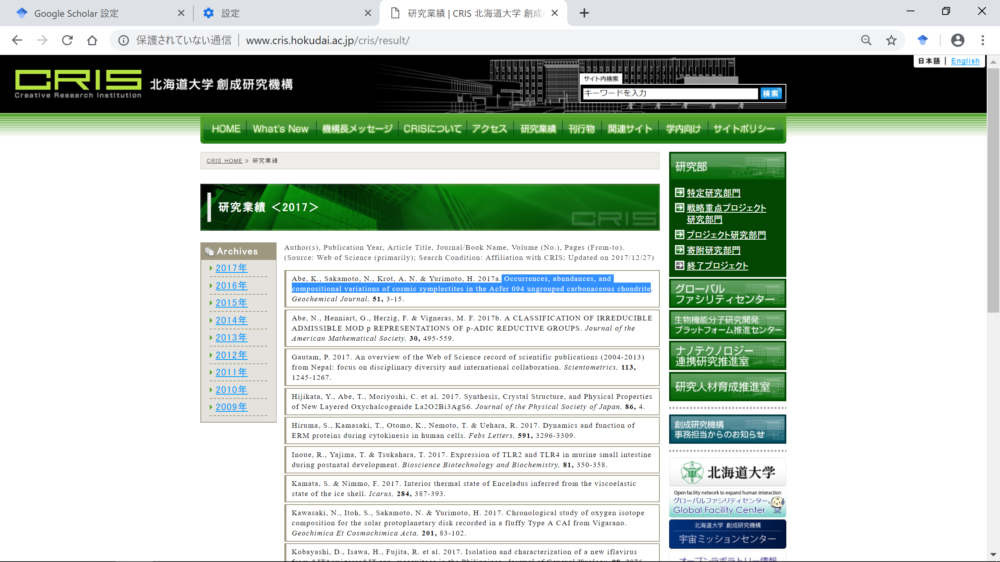 Google Scholar 設定
設定
研究業績 | CRIS 北海道大学 創成
保護されていない通信 | www.cris.hokudai.ac.jp/cris/result/
日本語 | English
CRIS
Creative Research Institution
北海道大学 創成研究機構
サイト内検索
キーワードを入力
検索
HOME
What's New
機構長メッセージ
CRISについて
アクセス
研究業績
刊行物
関連サイト
学内向け
サイトポリシー
CRIS HOME » 研究業績
研究業績 <2017>
CRIS
Archives
2017年
2016年
2015年
2014年
2013年
2012年
2011年
2010年
2009年
Author(s), Publication Year, Article Title, Journal/Book Name, Volume (No.), Pages (From-to).
(Source: Web of Science (primarily); Search Condition: Affiliation with CRIS; Updated on 2017/12/27)
Abe, K., Sakamoto, N., Krot, A. N. & Yurimoto, H. 2017a. Occurrences, abundances, and
compositional variations of cosmic symplectites in the Acfer 094 ungrouped carbonaceous chondrite.
Geochemical Journal, 51, 3-15.
Abe, N., Henniart, G., Herzig, F. & Vigneras, M. F. 2017b. A CLASSIFICATION OF IRREDUCIBLE
ADMISSIBLE MOD p REPRESENTATIONS OF p-ADIC REDUCTIVE GROUPS. Journal of the
American Mathematical Society, 30, 495-559.
Gautam, P. 2017. An overview of the Web of Science record of scientific publications (2004-2013)
from Nepal: focus on disciplinary diversity and international collaboration. Scientometrics, 113,
1245-1267.
Hijikata, Y., Abe, T., Moriyoshi, C. et al. 2017. Synthesis, Crystal Structure, and Physical Properties
of New Layered Oxychalcogenide La2O2Bi3AgS6. Journal of the Physical Society of Japan, 86, 4.
Hiruma, S., Kamasaki, T., Otomo, K., Nemoto, T. & Uehara, R. 2017. Dynamics and function of
ERM proteins during cytokinesis in human cells. Febs Letters, 591, 3296-3309.
Inoue, R., Yajima, T. & Tsukahara, T. 2017. Expression of TLR2 and TLR4 in murine small intestine
during postnatal development. Bioscience Biotechnology and Biochemistry, 81, 350-358.
Kamata, S. & Nimmo, F. 2017. Interior thermal state of Enceladus inferred from the viscoelastic
state of the ice shell. Icarus, 284, 387-393.
Kawasaki, N., Itoh, S., Sakamoto, N. & Yurimoto, H. 2017. Chronological study of oxygen isotope
composition for the solar protoplanetary disk recorded in a fluffy Type A CAI from Vigarano.
Geochimica Et Cosmochimica Acta, 201, 83-102.
Kobayashi, D., Isawa, H., Fujita, R. et al. 2017. Isolation and characterization of a new iflavirus
研究部
特定研究部門
戦略重点プロジェクト
研究部門
プロジェクト研究部門
寄附研究部門
終了プロジェクト
グローバル
ファシリティセンター
生物機能分子研究開発
プラットフォーム推進センター
ナノテクノロジー
連携研究推進室
研究人材育成推進室
創成研究機構
事務担当からのお知らせ
北海道大学
Open facility network to expand human interaction
グローバルファシリティセンター
Global Facility Center
北海道大学 創成研究機構
宇宙ミッションセンター
オープンラボラトリー情報